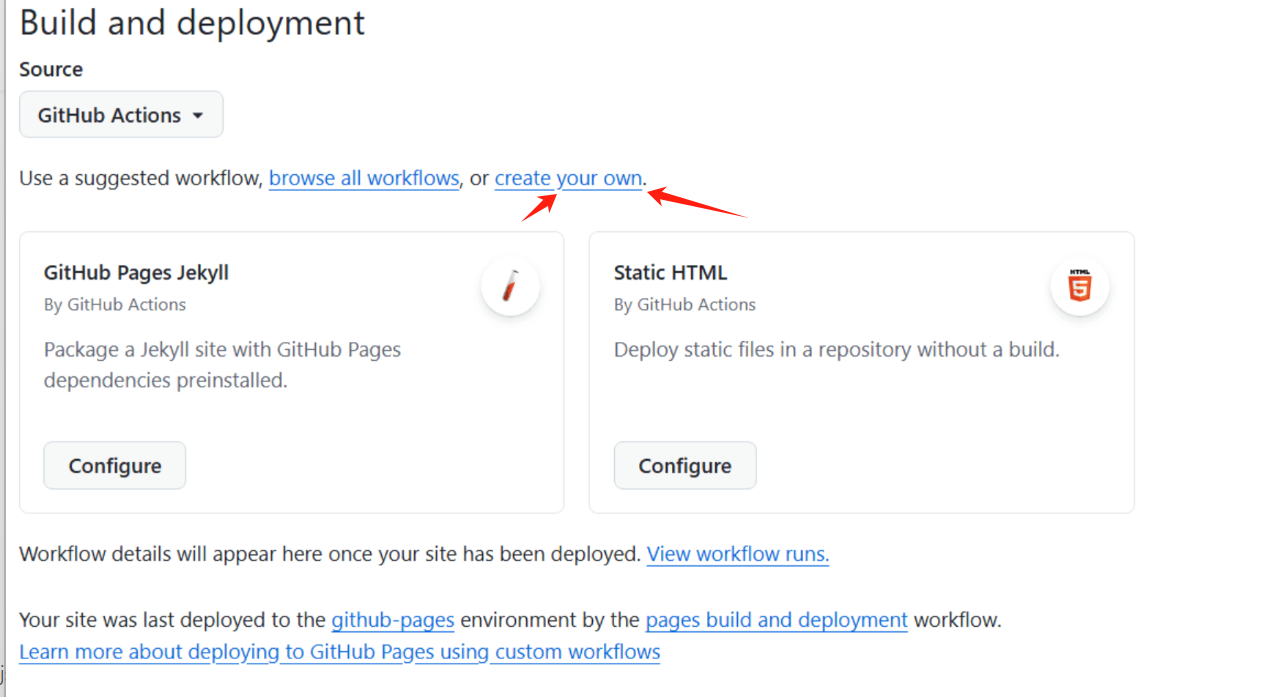 Build and deployment
Source
GitHub Actions
Use a suggested workflow, browse all workflows, or create your own.
GitHub Pages Jekyll
By GitHub Actions
Package a Jekyll site with GitHub Pages
dependencies preinstalled.
Configure
Static HTML
By GitHub Actions
HTML
5
Deploy static files in a repository without a build.
Configure
Workflow details will appear here once your site has been deployed. View workflow runs.
Your site was last deployed to the github-pages environment by the pages build and deployment workflow.
Learn more about deploying to GitHub Pages using custom workflows